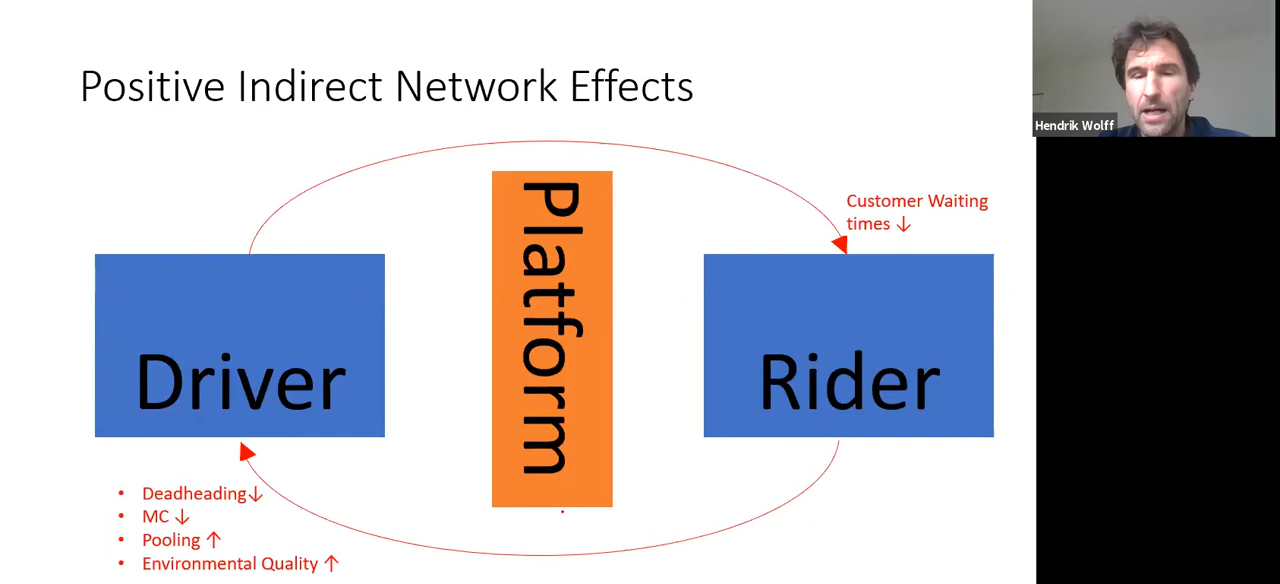 Positive Indirect Network Effects
Hendrik Wolff
Platform
Customer Waiting
times ↓
Driver
Rider
• Deadheading↓
• MC ↓
• Pooling ↑
• Environmental Quality ↑